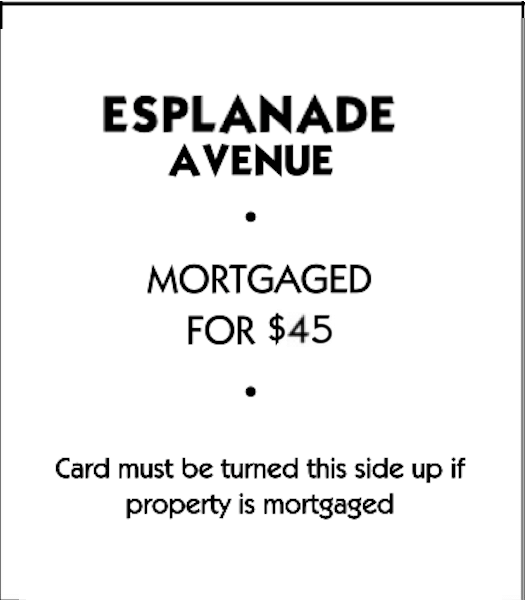 ESPLANADE
AVENUE
•
MORTGAGED
FOR $45
•
Card must be turned this side up if
property is mortgaged